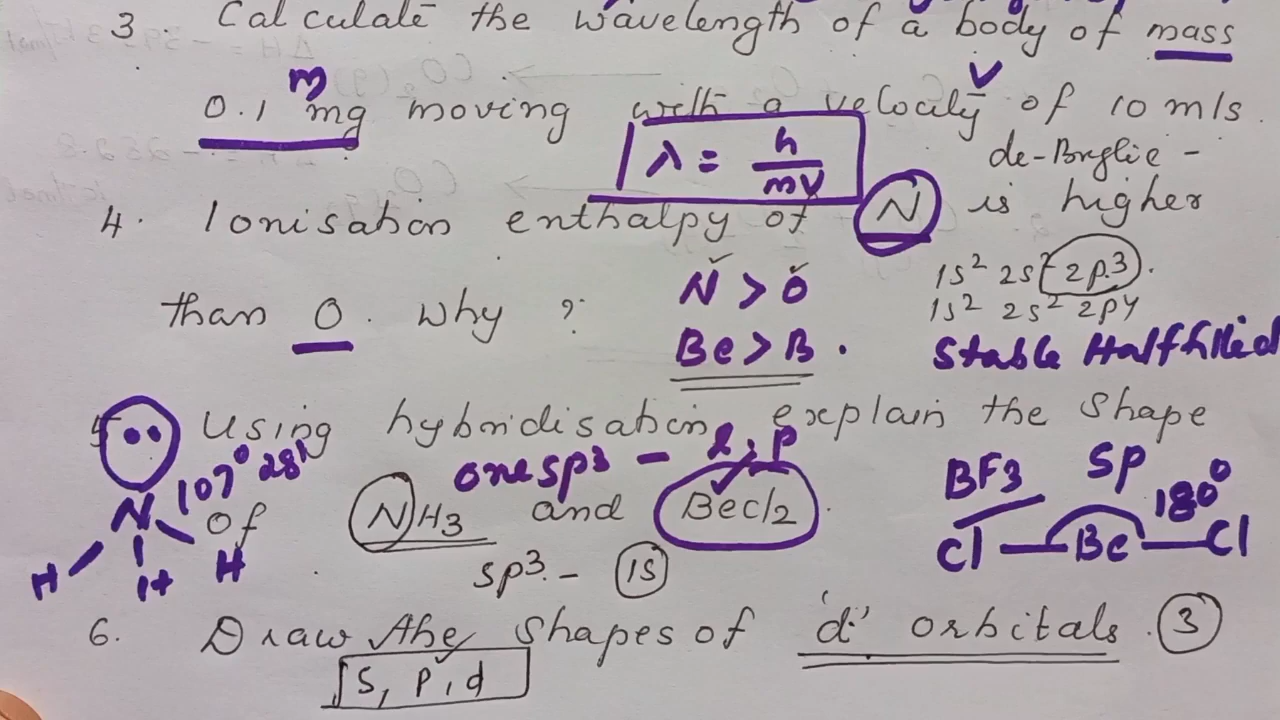 3. Calculate the wavelength of a body of mass
m v
0.1 mg moving with a velocity of 10 m/s.
λ = h/mv
de-Broglie -
4. Ionisation enthalpy of N is higher
N > O
1s² 2s² 2p3.
than O. Why ?
1s² 2s² 2p4
Be > B.
Stable Halffilled
5 Using hybridisation, explain the shape
one sp3 - l; p
BF3 Sp
107° 28'
180°
of NH3 and BeCl2.
N
H H H
Cl — Be — Cl
sp3. - 1S
6. Draw the shapes of 'd' orbitals. 3
S, p, d